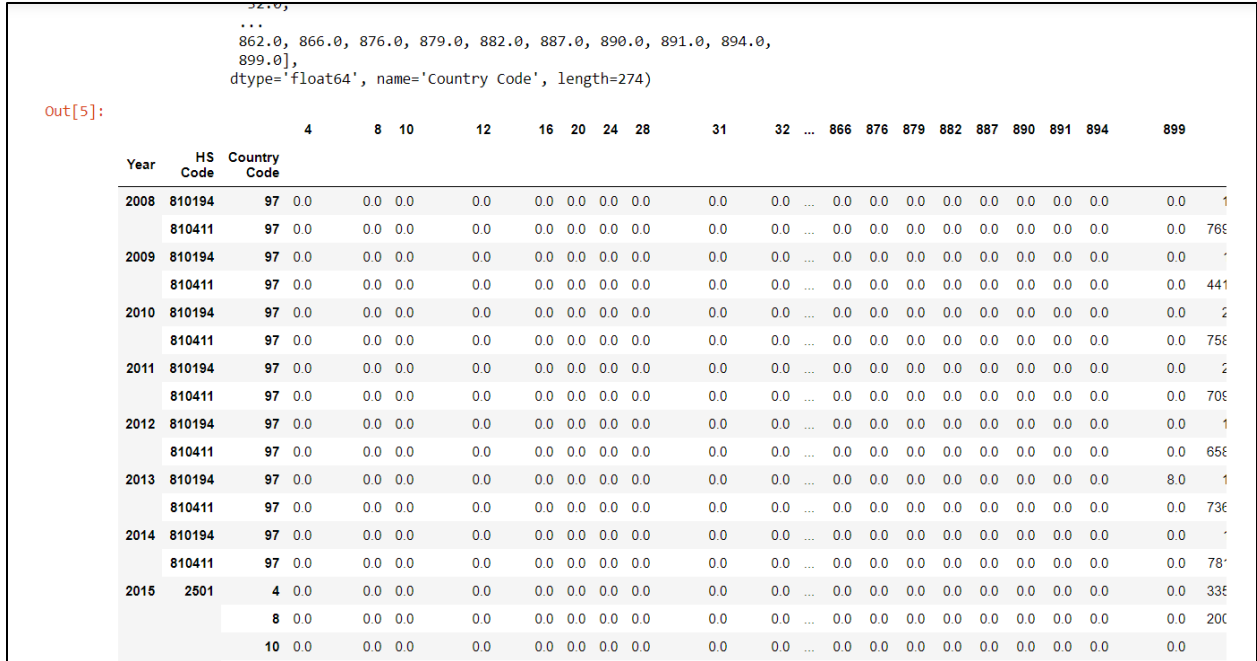 ...
862.0, 866.0, 876.0, 879.0, 882.0, 887.0, 890.0, 891.0, 894.0,
899.0],
dtype='float64', name='Country Code', length=274)
Out[5]:
4 8 10 12 16 20 24 28 31 32 ... 866 876 879 882 887 890 891 894 899
Year HS Code Country Code
2008 810194 97 0.0 0.0 0.0 0.0 0.0 0.0 0.0 0.0 0.0 0.0 ... 0.0 0.0 0.0 0.0 0.0 0.0 0.0 0.0 0.0
810411 97 0.0 0.0 0.0 0.0 0.0 0.0 0.0 0.0 0.0 0.0 ... 0.0 0.0 0.0 0.0 0.0 0.0 0.0 0.0 0.0
2009 810194 97 0.0 0.0 0.0 0.0 0.0 0.0 0.0 0.0 0.0 0.0 ... 0.0 0.0 0.0 0.0 0.0 0.0 0.0 0.0 0.0
810411 97 0.0 0.0 0.0 0.0 0.0 0.0 0.0 0.0 0.0 0.0 ... 0.0 0.0 0.0 0.0 0.0 0.0 0.0 0.0 0.0 441
2010 810194 97 0.0 0.0 0.0 0.0 0.0 0.0 0.0 0.0 0.0 0.0 ... 0.0 0.0 0.0 0.0 0.0 0.0 0.0 0.0 0.0
810411 97 0.0 0.0 0.0 0.0 0.0 0.0 0.0 0.0 0.0 0.0 ... 0.0 0.0 0.0 0.0 0.0 0.0 0.0 0.0 0.0
2011 810194 97 0.0 0.0 0.0 0.0 0.0 0.0 0.0 0.0 0.0 0.0 ... 0.0 0.0 0.0 0.0 0.0 0.0 0.0 0.0 0.0
810411 97 0.0 0.0 0.0 0.0 0.0 0.0 0.0 0.0 0.0 0.0 ... 0.0 0.0 0.0 0.0 0.0 0.0 0.0 0.0 0.0
2012 810194 97 0.0 0.0 0.0 0.0 0.0 0.0 0.0 0.0 0.0 0.0 ... 0.0 0.0 0.0 0.0 0.0 0.0 0.0 0.0 0.0
810411 97 0.0 0.0 0.0 0.0 0.0 0.0 0.0 0.0 0.0 0.0 ... 0.0 0.0 0.0 0.0 0.0 0.0 0.0 0.0 0.0
2013 810194 97 0.0 0.0 0.0 0.0 0.0 0.0 0.0 0.0 0.0 0.0 ... 0.0 0.0 0.0 0.0 0.0 0.0 0.0 0.0 8.0
810411 97 0.0 0.0 0.0 0.0 0.0 0.0 0.0 0.0 0.0 0.0 ... 0.0 0.0 0.0 0.0 0.0 0.0 0.0 0.0 0.0
2014 810194 97 0.0 0.0 0.0 0.0 0.0 0.0 0.0 0.0 0.0 0.0 ... 0.0 0.0 0.0 0.0 0.0 0.0 0.0 0.0 0.0
810411 97 0.0 0.0 0.0 0.0 0.0 0.0 0.0 0.0 0.0 0.0 ... 0.0 0.0 0.0 0.0 0.0 0.0 0.0 0.0 0.0
2015 2501 4 0.0 0.0 0.0 0.0 0.0 0.0 0.0 0.0 0.0 0.0 ... 0.0 0.0 0.0 0.0 0.0 0.0 0.0 0.0 0.0
8 0.0 0.0 0.0 0.0 0.0 0.0 0.0 0.0 0.0 0.0 ... 0.0 0.0 0.0 0.0 0.0 0.0 0.0 0.0 0.0
10 0.0 0.0 0.0 0.0 0.0 0.0 0.0 0.0 0.0 0.0 ... 0.0 0.0 0.0 0.0 0.0 0.0 0.0 0.0 0.0